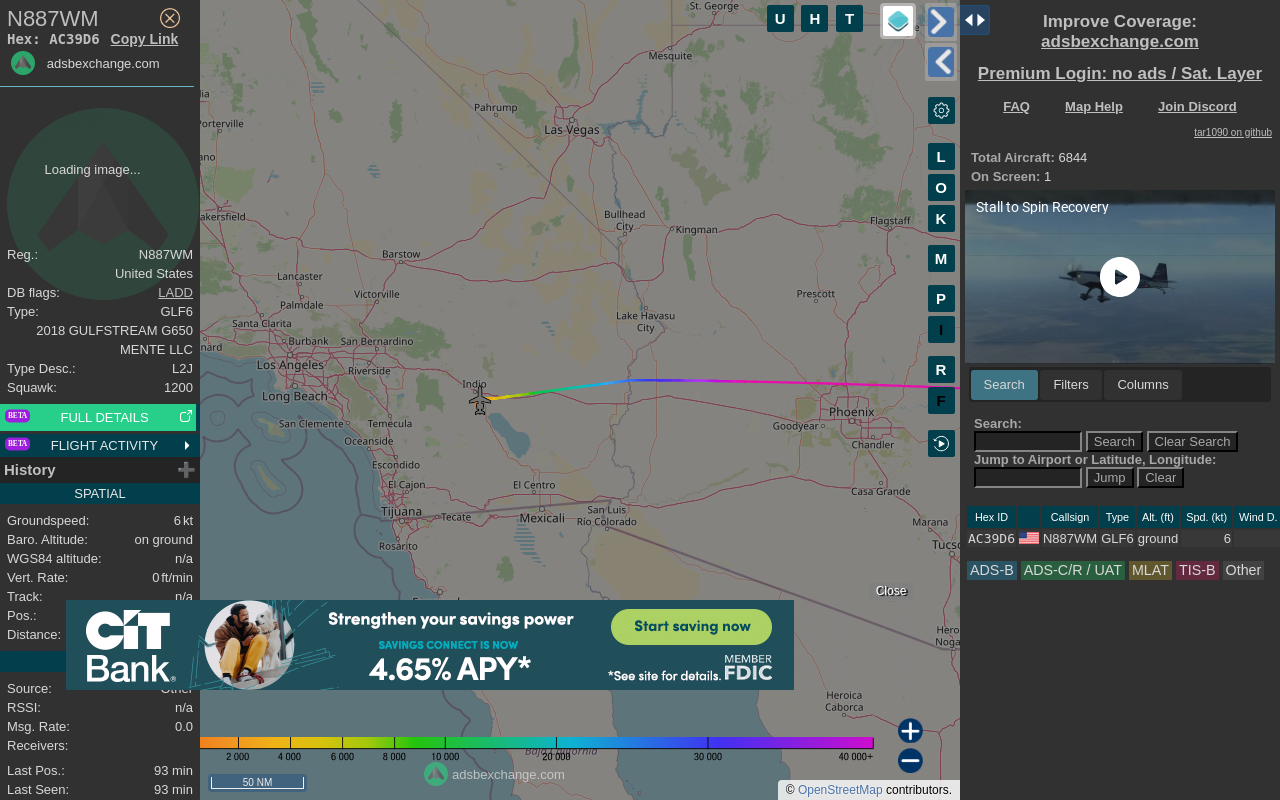 N887WM
Hex: AC39D6 Copy Link
adsbexchange.com
Loading image...
Reg.: N887WM
United States
DB flags: LADD
Type: GLF6
2018 GULFSTREAM G650
MENTE LLC
Type Desc.: L2J
Squawk: 1200
BETA FULL DETAILS
BETA FLIGHT ACTIVITY
History
SPATIAL
Groundspeed: 6 kt
Baro. Altitude: on ground
WGS84 altitude: n/a
Vert. Rate: 0 ft/min
Track: n/a
Pos.:
Distance:
Source: Other
RSSI: n/a
Msg. Rate: 0.0
Receivers:
Last Pos.: 93 min
Last Seen: 93 min
U H T
L
O
K
M
P
I
R
F
St. George
Mesquite
Pahrump
Las Vegas
Porterville
Bullhead
City
Kingman
Flagstaff
akersfield
Barstow
Lancaster
Victorville
Palmdale
Prescott
Santa Clarita
Lake Havasu
City
nard
Burbank
San Bernardino
Los Angeles
Riverside
Indio
Long Beach
Phoenix
San Clemente
Temecula
Goodyear
Oceanside
Chandler
Escondido
El Cajon
El Centro
Casa Grande
Tijuana
Tecate
Mexicali
San Luis
Río Colorado
Marana
Rosarito
Tucso
Close
Hero
Noga
Heroica
Caborca
Baja California
CIT
Bank®
Strengthen your savings power
SAVINGS CONNECT IS NOW
4.65% APY*
Start saving now
*See site for details.
MEMBER
FDIC
2 000 4 000 6 000 8 000 10 000 20 000 30 000 40 000+
adsbexchange.com
50 NM
© OpenStreetMap contributors.
Improve Coverage:
adsbexchange.com
Premium Login: no ads / Sat. Layer
FAQ Map Help Join Discord
tar1090 on github
Total Aircraft: 6844
On Screen: 1
Stall to Spin Recovery
Search Filters Columns
Search:
Search Clear Search
Jump to Airport or Latitude, Longitude:
Jump Clear
Hex ID Callsign Type Alt. (ft) Spd. (kt) Wind D.
AC39D6 N887WM GLF6 ground 6
ADS-B ADS-C/R / UAT MLAT TIS-B Other